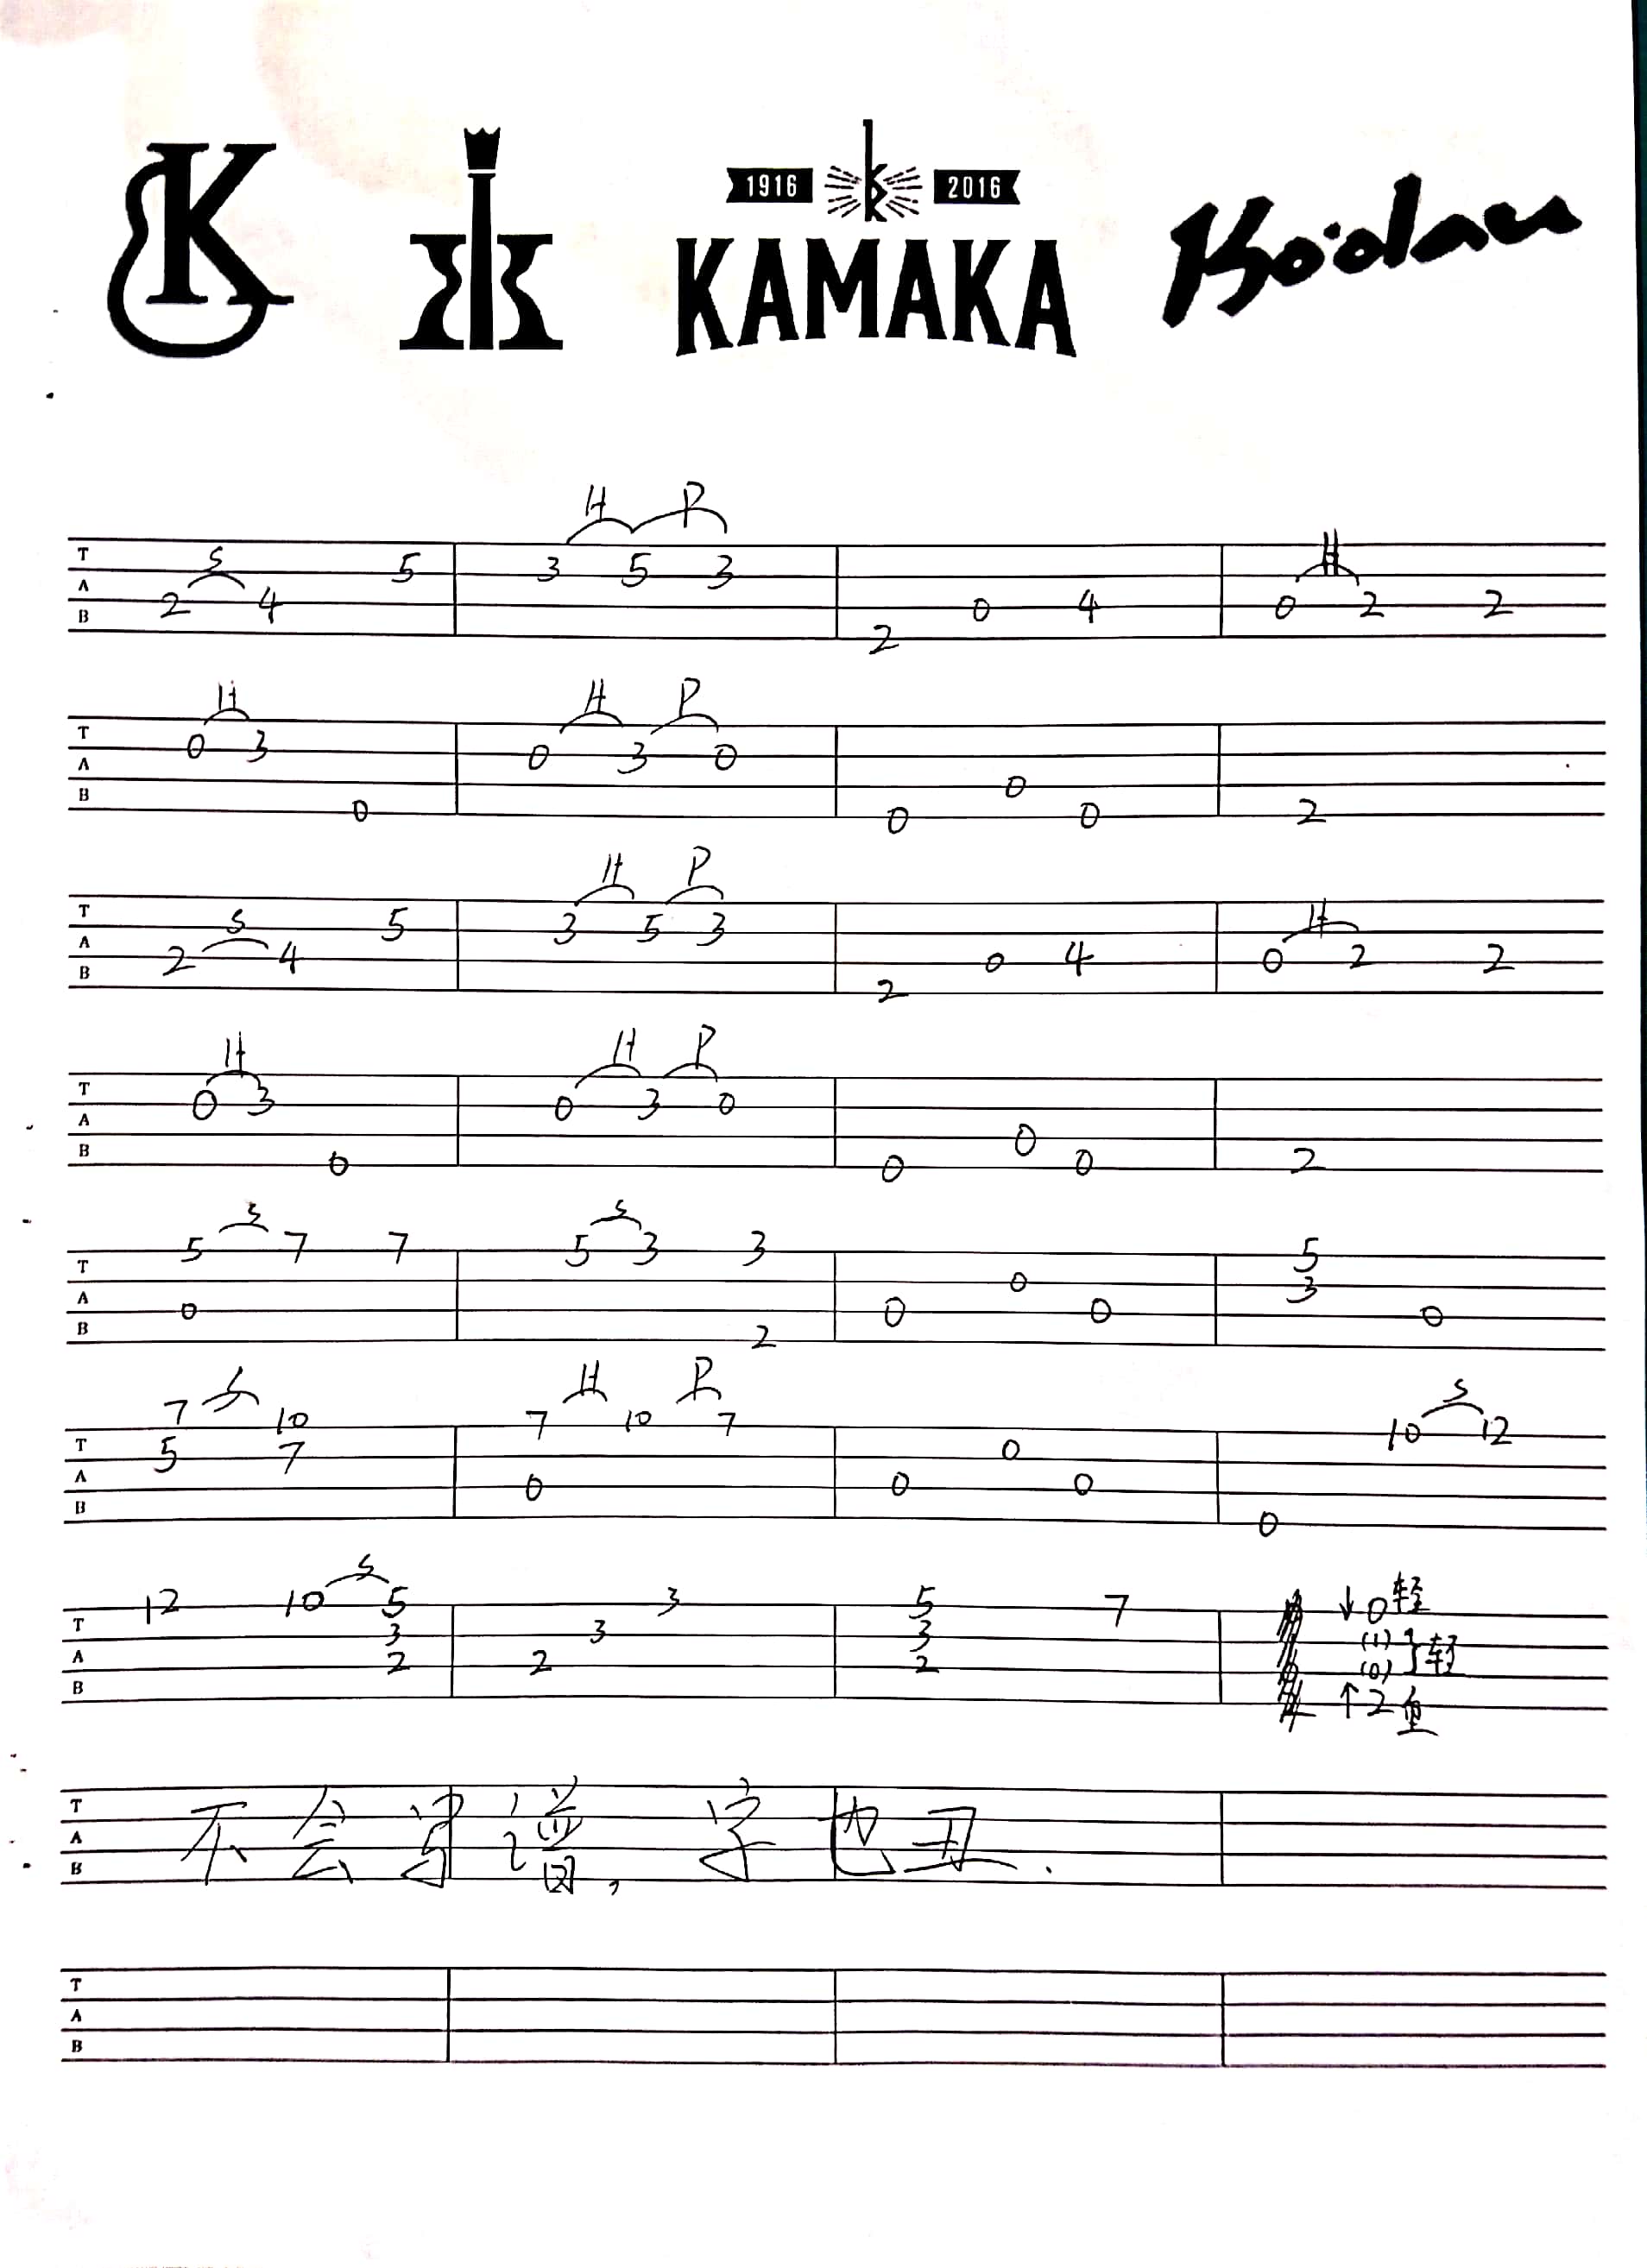 K
1916 2016
KAMAKA
Ko'olau
H P
T A B
S 5 3 5 3 H
2 4 2 0 4 0 2 2
H H P
T A B
0 3 0 3 0
0 0 0 0 2
H P
T A B
S 5 3 5 3 H
2 4 2 0 4 0 2 2
H H P
T A B
0 3 0 3 0
0 0 0 0 2
S S
T A B
5 7 7 5 3 3 5
0 3
0 0 0
2
S H P S
T A B
7 10 7 10 7 10 12
5 7 0
0 0 0
0
S
T A B
12 10 5 3 5 7 ↓0轻
3 3 3 (1)
2 2 2 (0) }轻
↑2重
T A B
不会写谱,字也丑.
T A B